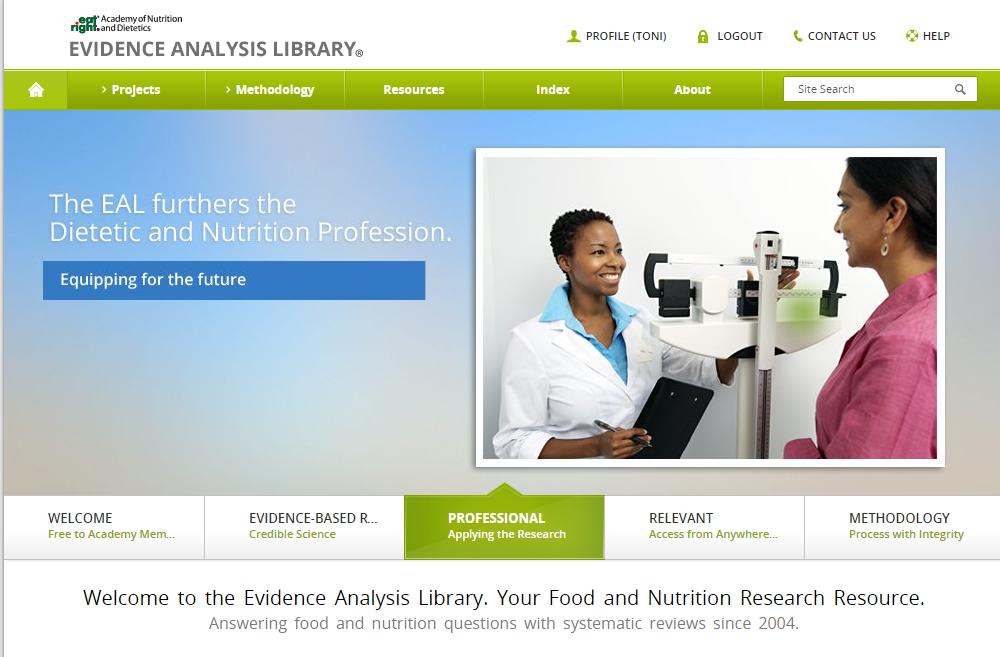 eat® Academy of Nutrition
right. and Dietetics
EVIDENCE ANALYSIS LIBRARY®
PROFILE (TONI)
LOGOUT
CONTACT US
HELP
Projects
Methodology
Resources
Index
About
Site Search
The EAL furthers the
Dietetic and Nutrition Profession.
Equipping for the future
WELCOME
Free to Academy Mem...
EVIDENCE-BASED R...
Credible Science
PROFESSIONAL
Applying the Research
RELEVANT
Access from Anywhere...
METHODOLOGY
Process with Integrity
Welcome to the Evidence Analysis Library. Your Food and Nutrition Research Resource.
Answering food and nutrition questions with systematic reviews since 2004.